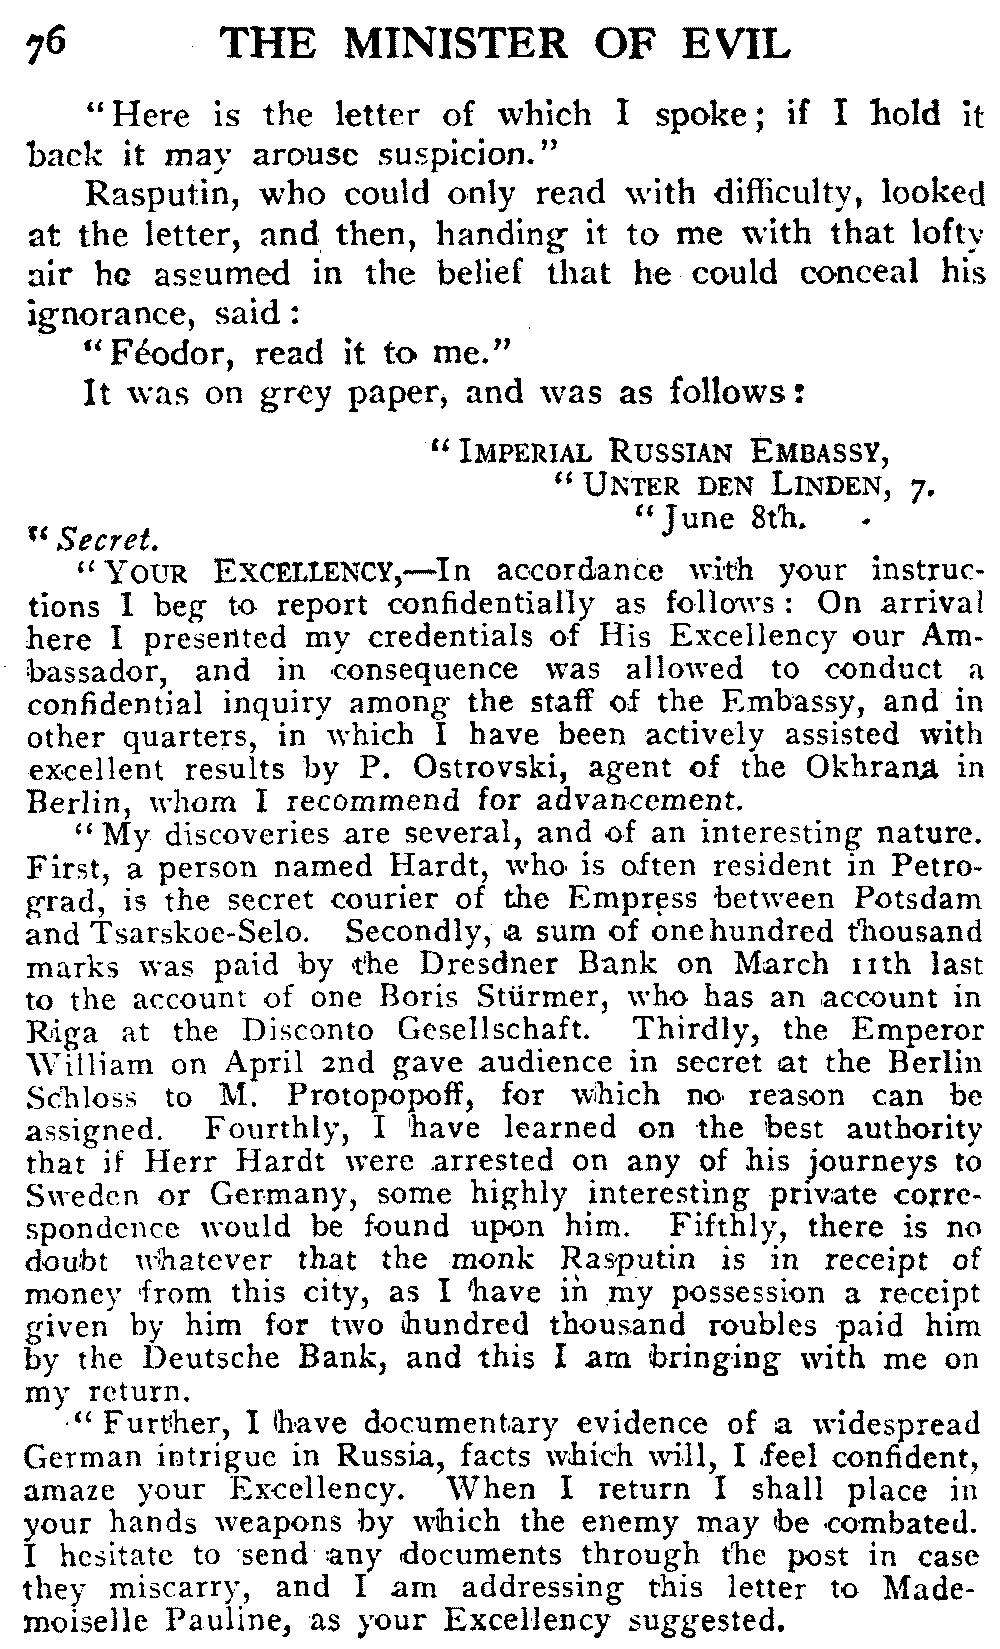 76 THE MINISTER OF EVIL
“Here is the letter of which I spoke; if I hold it
back it may arouse suspicion.”
Rasputin, who could only read with difficulty, looked
at the letter, and then, handing it to me with that lofty
air he assumed in the belief that he could conceal his
ignorance, said:
“Féodor, read it to me.”
It was on grey paper, and was as follows:
“IMPERIAL RUSSIAN EMBASSY,
“UNTER DEN LINDEN, 7.
“June 8th.
“Secret.
“YOUR EXCELLENCY,—In accordance with your instruc-
tions I beg to report confidentially as follows: On arrival
here I presented my credentials of His Excellency our Am-
bassador, and in consequence was allowed to conduct a
confidential inquiry among the staff of the Embassy, and in
other quarters, in which I have been actively assisted with
excellent results by P. Ostrovski, agent of the Okhrana in
Berlin, whom I recommend for advancement.
“My discoveries are several, and of an interesting nature.
First, a person named Hardt, who is often resident in Petro-
grad, is the secret courier of the Empress between Potsdam
and Tsarskoe-Selo. Secondly, a sum of one hundred thousand
marks was paid by the Dresdner Bank on March 11th last
to the account of one Boris Stürmer, who has an account in
Riga at the Disconto Gesellschaft. Thirdly, the Emperor
William on April 2nd gave audience in secret at the Berlin
Schloss to M. Protopopoff, for which no reason can be
assigned. Fourthly, I have learned on the best authority
that if Herr Hardt were arrested on any of his journeys to
Sweden or Germany, some highly interesting private corre-
spondence would be found upon him. Fifthly, there is no
doubt whatever that the monk Rasputin is in receipt of
money from this city, as I have in my possession a receipt
given by him for two hundred thousand roubles paid him
by the Deutsche Bank, and this I am bringing with me on
my return.
“Further, I have documentary evidence of a widespread
German intrigue in Russia, facts which will, I feel confident,
amaze your Excellency. When I return I shall place in
your hands weapons by which the enemy may be combated.
I hesitate to send any documents through the post in case
they miscarry, and I am addressing this letter to Made-
moiselle Pauline, as your Excellency suggested.